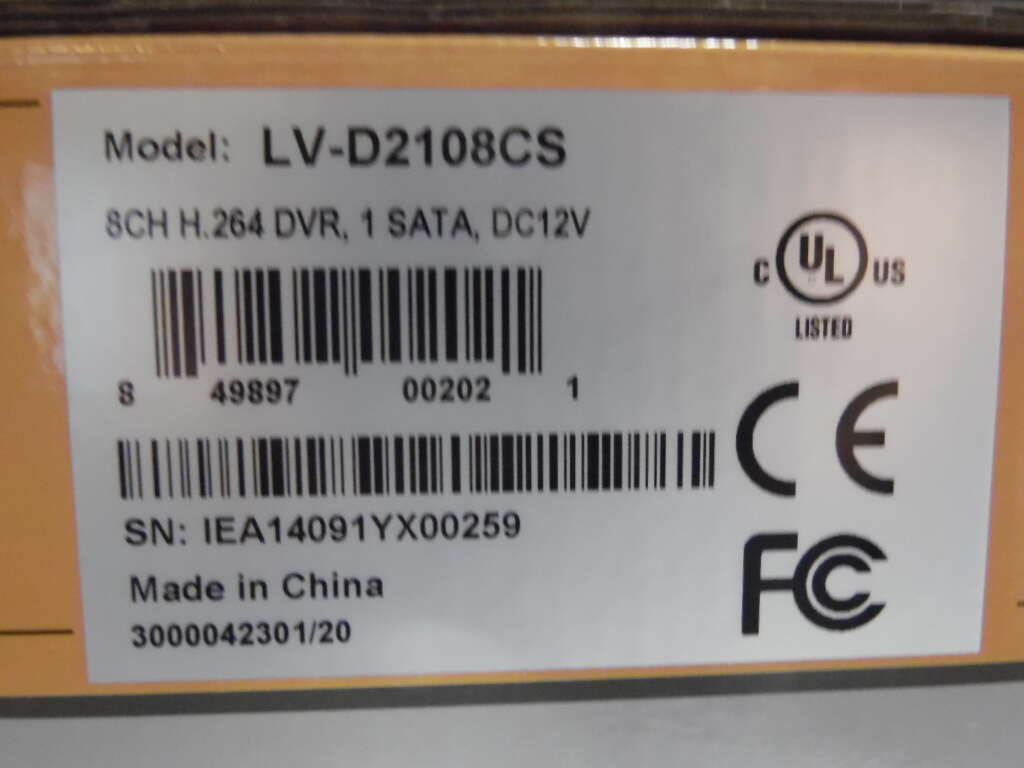 Model: LV-D2108CS
8CH H.264 DVR, 1 SATA, DC12V
C UL US
LISTED
8 49897 00202 1
CE
FC
SN: IEA14091YX00259
Made in China
3000042301/20